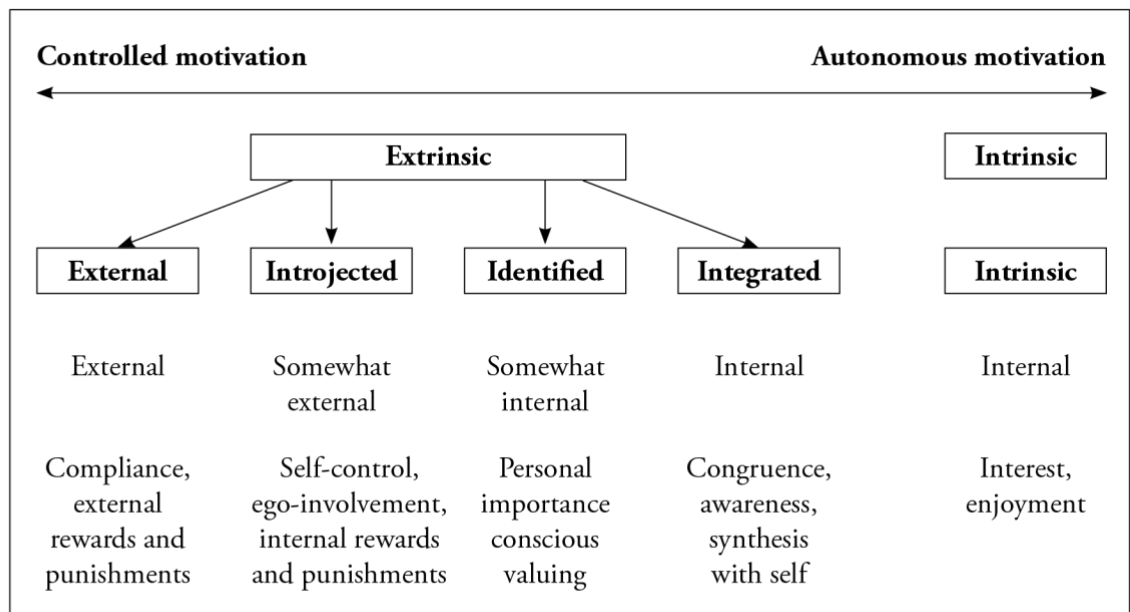 Controlled motivation Autonomous motivation
Extrinsic Intrinsic
External Introjected Identified Integrated Intrinsic
External Somewhat Somewhat Internal Internal
external internal
Compliance, Self-control, Personal Congruence, Interest,
external ego-involvement, importance awareness, enjoyment
rewards and internal rewards conscious synthesis
punishments and punishments valuing with self